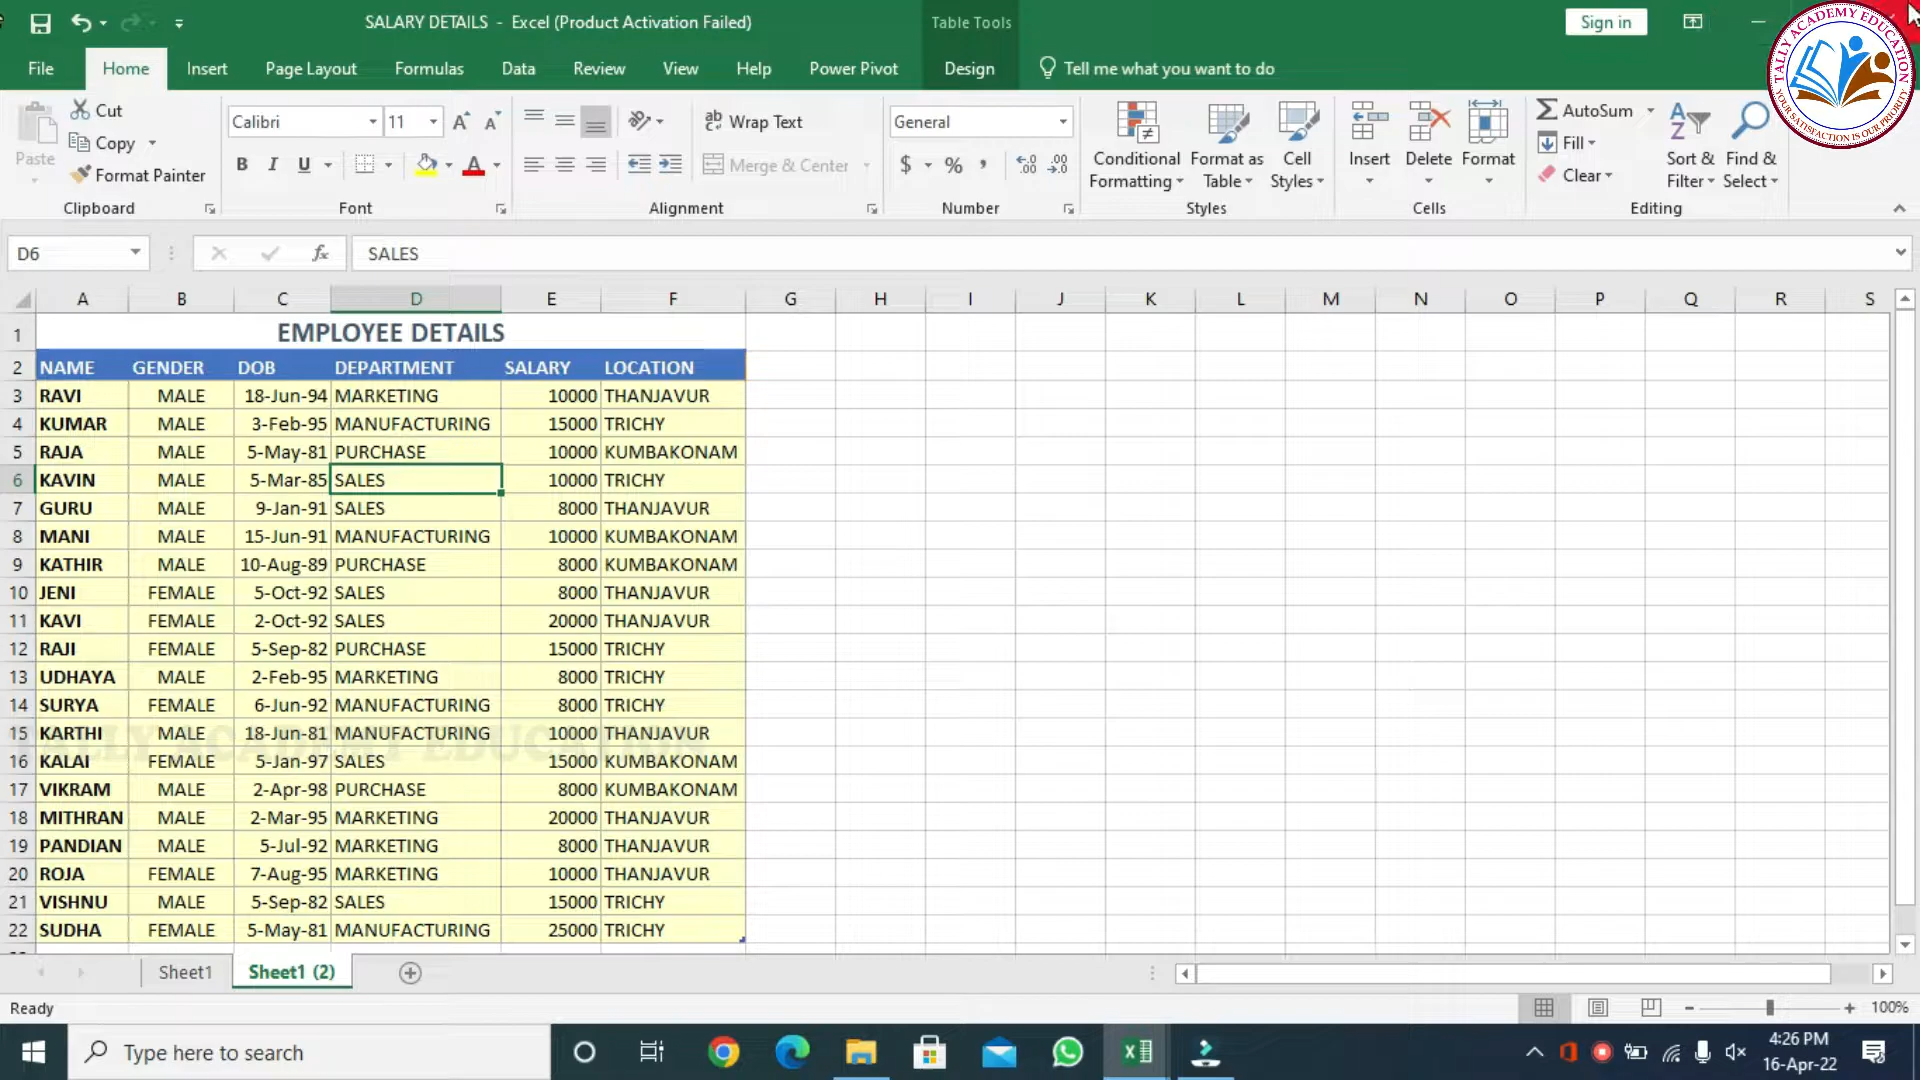 SALARY DETAILS - Excel (Product Activation Failed)
Table Tools
Sign in
File Home Insert Page Layout Formulas Data Review View Help Power Pivot Design Tell me what you want to do
TALLY ACADEMY EDUCATION
YOUR SATISFACTION IS OUR PRIORITY
Paste
Cut
Copy
Format Painter
Clipboard
Calibri 11
B I U
Font
Wrap Text
Merge & Center
Alignment
General
$ % ,
Number
Conditional Formatting
Format as Table
Cell Styles
Styles
Insert Delete Format
Cells
AutoSum
Fill
Clear
Sort & Filter
Find & Select
Editing
D6 fx SALES
A B C D E F G H I J K L M N O P Q R S
1 EMPLOYEE DETAILS
2 NAME GENDER DOB DEPARTMENT SALARY LOCATION
3 RAVI MALE 18-Jun-94 MARKETING 10000 THANJAVUR
4 KUMAR MALE 3-Feb-95 MANUFACTURING 15000 TRICHY
5 RAJA MALE 5-May-81 PURCHASE 10000 KUMBAKONAM
6 KAVIN MALE 5-Mar-85 SALES 10000 TRICHY
7 GURU MALE 9-Jan-91 SALES 8000 THANJAVUR
8 MANI MALE 15-Jun-91 MANUFACTURING 10000 KUMBAKONAM
9 KATHIR MALE 10-Aug-89 PURCHASE 8000 KUMBAKONAM
10 JENI FEMALE 5-Oct-92 SALES 8000 THANJAVUR
11 KAVI FEMALE 2-Oct-92 SALES 20000 THANJAVUR
12 RAJI FEMALE 5-Sep-82 PURCHASE 15000 TRICHY
13 UDHAYA MALE 2-Feb-95 MARKETING 8000 TRICHY
14 SURYA FEMALE 6-Jun-92 MANUFACTURING 8000 TRICHY
15 KARTHI MALE 18-Jun-81 MANUFACTURING 10000 THANJAVUR
TALLY ACADEMY EDUCATION
16 KALAI FEMALE 5-Jan-97 SALES 15000 KUMBAKONAM
17 VIKRAM MALE 2-Apr-98 PURCHASE 8000 KUMBAKONAM
18 MITHRAN MALE 2-Mar-95 MARKETING 20000 THANJAVUR
19 PANDIAN MALE 5-Jul-92 MARKETING 8000 THANJAVUR
20 ROJA FEMALE 7-Aug-95 MARKETING 10000 THANJAVUR
21 VISHNU MALE 5-Sep-82 SALES 15000 TRICHY
22 SUDHA FEMALE 5-May-81 MANUFACTURING 25000 TRICHY
Sheet1 Sheet1 (2)
Ready
100%
Type here to search
4:26 PM
16-Apr-22